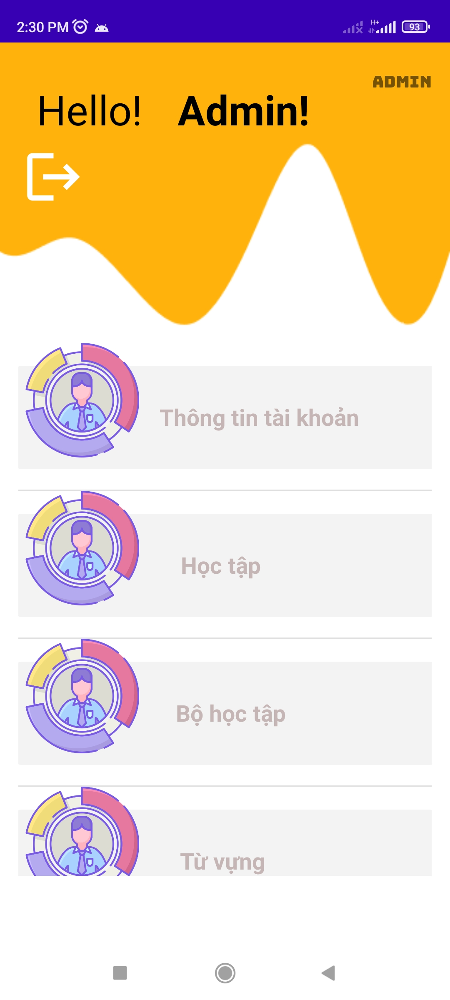 2:30 PM H+ 93
ADMIN
Hello! Admin!
Thông tin tài khoản
Học tập
Bộ học tập
Từ vựng